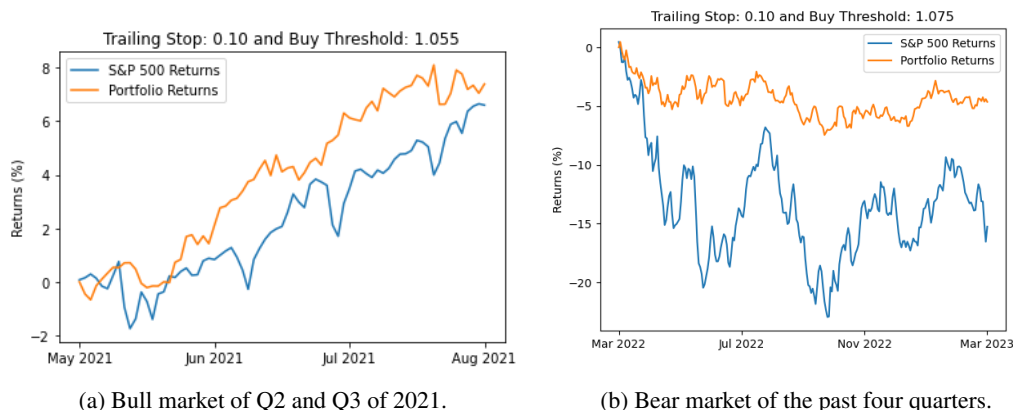 Trailing Stop: 0.10 and Buy Threshold: 1.055
S&P 500 Returns
Portfolio Returns
Returns (%)
8
6
4
2
0
−2
May 2021
Jun 2021
Jul 2021
Aug 2021
(a) Bull market of Q2 and Q3 of 2021.
Trailing Stop: 0.10 and Buy Threshold: 1.075
S&P 500 Returns
Portfolio Returns
Returns (%)
0
−5
−10
−15
−20
Mar 2022
Jul 2022
Nov 2022
Mar 2023
(b) Bear market of the past four quarters.